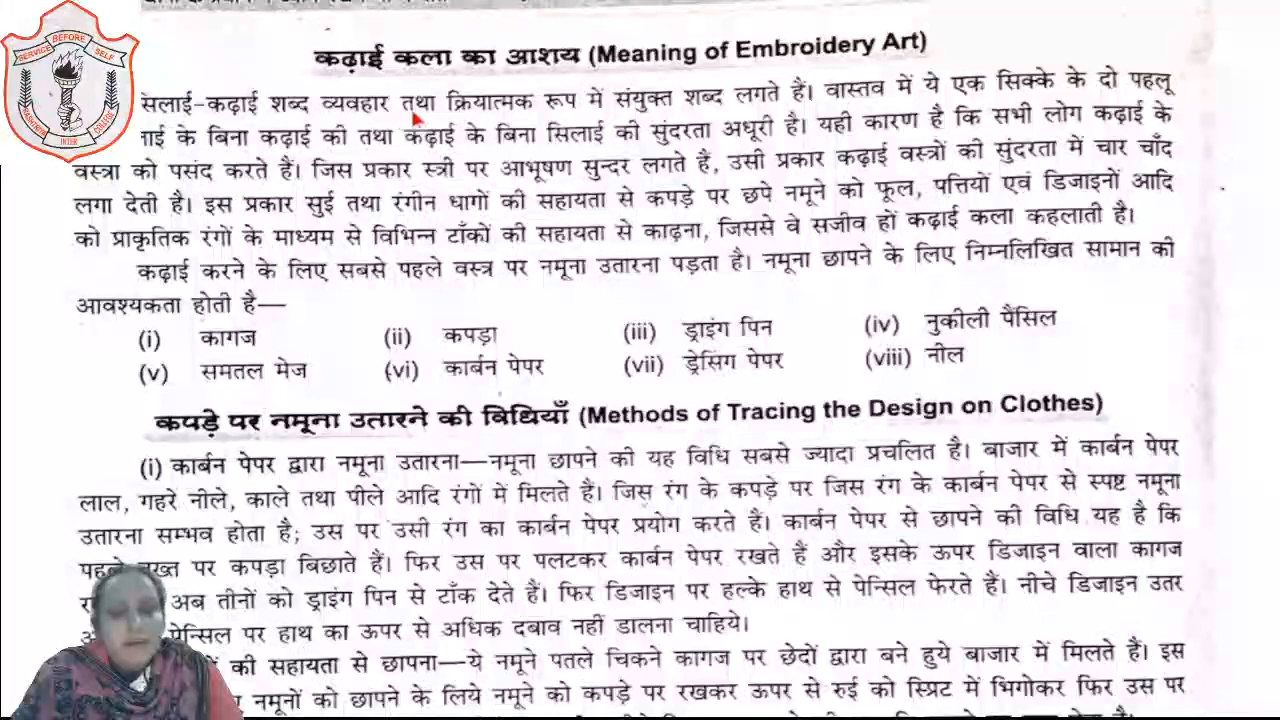 SERVICE BEFORE SELF
INTER COLLEGE
कढ़ाई कला का आशय (Meaning of Embroidery Art)
सिलाई-कढ़ाई शब्द व्यवहार तथा क्रियात्मक रूप में संयुक्त शब्द लगते हैं। वास्तव में ये एक सिक्के के दो पहलू
के बिना कढ़ाई की तथा कढ़ाई के बिना सिलाई की सुंदरता अधूरी है। यही कारण है कि सभी लोग कढ़ाई के
वस्त्रा को पसंद करते हैं। जिस प्रकार स्त्री पर आभूषण सुन्दर लगते हैं, उसी प्रकार कढ़ाई वस्त्रों की सुंदरता में चार चाँद
लगा देती है। इस प्रकार सुई तथा रंगीन धागों की सहायता से कपड़े पर छपे नमूने को फूल, पत्तियों एवं डिजाइनों आदि
को प्राकृतिक रंगों के माध्यम से विभिन्न टाँकों की सहायता से काढ़ना, जिससे वे सजीव हों कढ़ाई कला कहलाती है।
कढ़ाई करने के लिए सबसे पहले वस्त्र पर नमूना उतारना पड़ता है। नमूना छापने के लिए निम्नलिखित सामान की
आवश्यकता होती है—
(i) कागज (ii) कपड़ा (iii) ड्राइंग पिन (iv) नुकीली पैंसिल
(v) समतल मेज (vi) कार्बन पेपर (vii) ड्रेसिंग पेपर (viii) नील
कपड़े पर नमूना उतारने की विधियाँ (Methods of Tracing the Design on Clothes)
(i) कार्बन पेपर द्वारा नमूना उतारना—नमूना छापने की यह विधि सबसे ज्यादा प्रचलित है। बाजार में कार्बन पेपर
लाल, गहरे नीले, काले तथा पीले आदि रंगों में मिलते हैं। जिस रंग के कपड़े पर जिस रंग के कार्बन पेपर से स्पष्ट नमूना
उतारना सम्भव होता है; उस पर उसी रंग का कार्बन पेपर प्रयोग करते हैं। कार्बन पेपर से छापने की विधि यह है कि
पहले तख्त पर कपड़ा बिछाते हैं। फिर उस पर पलटकर कार्बन पेपर रखते हैं और इसके ऊपर डिजाइन वाला कागज
अब तीनों को ड्राइंग पिन से टाँक देते हैं। फिर डिजाइन पर हल्के हाथ से पेन्सिल फेरते हैं। नीचे डिजाइन उतर
पेन्सिल पर हाथ का ऊपर से अधिक दबाव नहीं डालना चाहिये।
की सहायता से छापना—ये नमूने पतले चिकने कागज पर छेदों द्वारा बने हुये बाजार में मिलते हैं। इस
नमूनों को छापने के लिये नमूने को कपड़े पर रखकर ऊपर से रुई को स्प्रिट में भिगोकर फिर उस पर